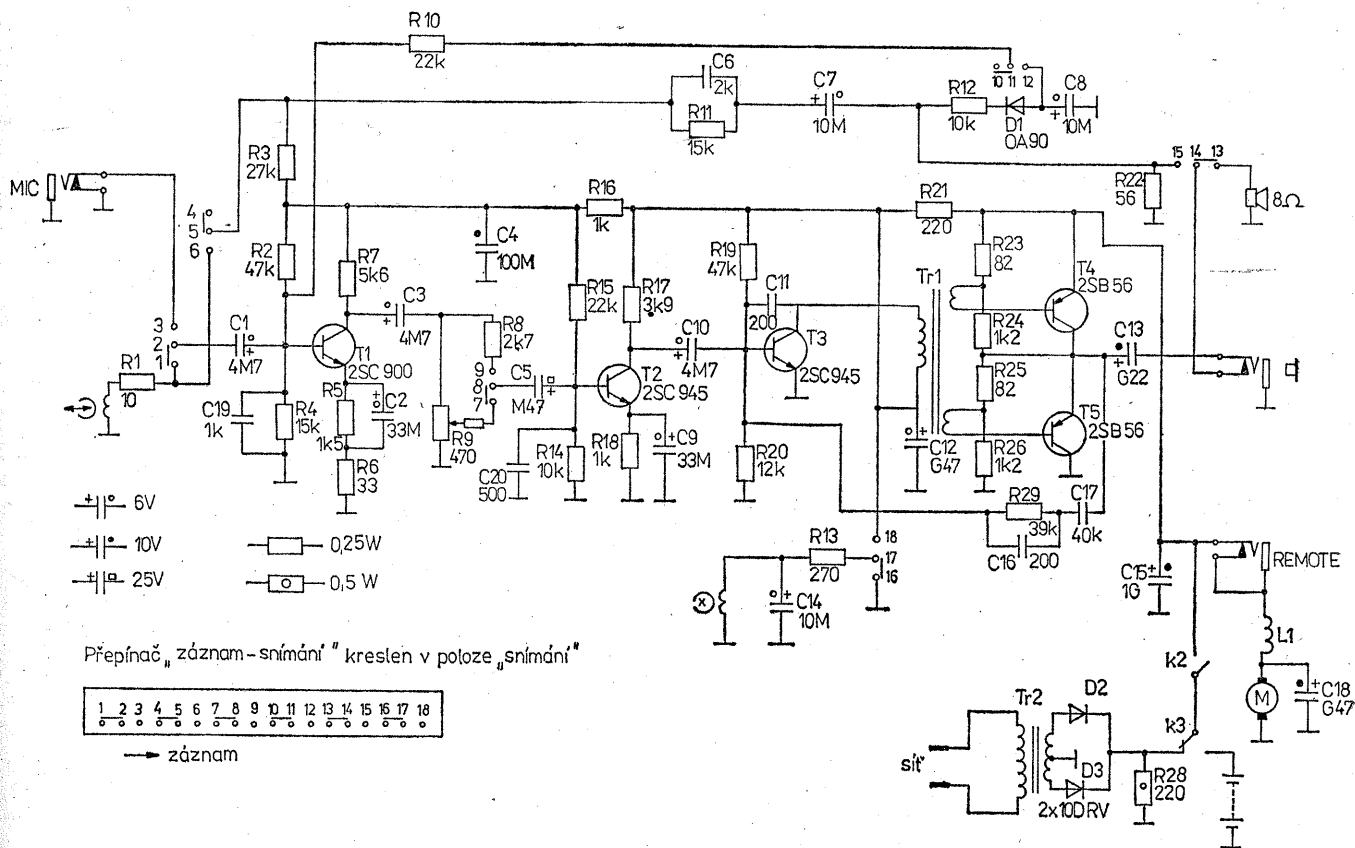 R10
22k
C6
2k
R11
15k
C7
10M
R12
10k
10 11 12
D1
OA90
C8
10M
R3
27k
MIC
V
4
5
6
R16
1k
R21
220
15 14 13
R22
56
8Ω
R2
47k
R7
5k6
C4
100M
R15
22k
R17
3k9
R19
47k
C11
200
Tr1
R23
82
T4
2SB56
3
2
1
C1
4M7
C3
4M7
R8
2k7
C10
4M7
T3
2SC945
R24
1k2
C13
G22
V
R1
10
T1
2SC900
9
8
7
C5
M47
T2
2SC945
R25
82
T5
2SB56
C19
1k
R4
15k
R5
1k5
C2
33M
R9
470
R6
33
C20
500
R14
10k
R18
1k
C9
33M
R20
12k
C12
G47
R26
1k2
R29
39k
C17
40k
C16
200
6V
10V
25V
0,25W
0,5 W
R13
270
18
17
16
C14
10M
C15
1G
V
REMOTE
L1
M
C18
G47
Přepínač „záznam-snímání" kreslen v poloze „snímání"
1 2 3 4 5 6 7 8 9 10 11 12 13 14 15 16 17 18
záznam
k2
k3
síť
Tr2
D2
D3
2x10DRV
R28
220